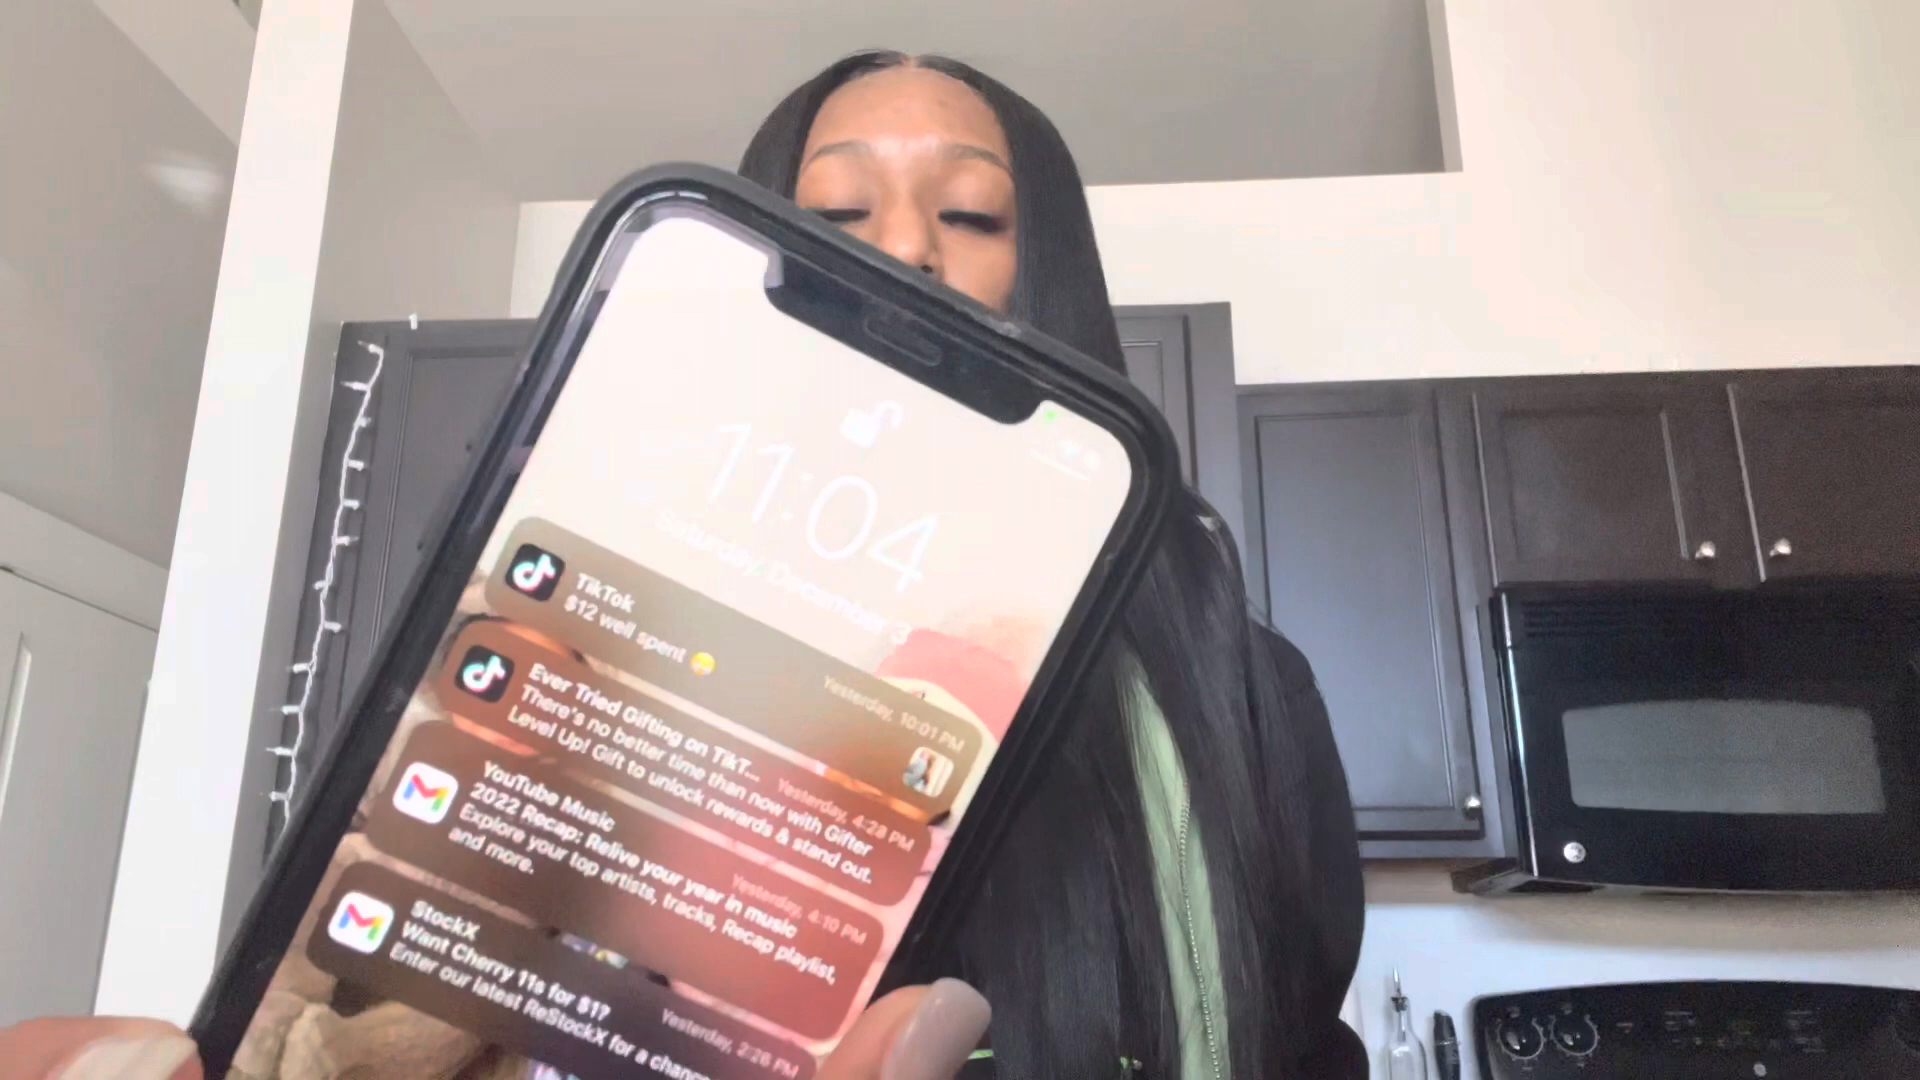 11:04
Saturday, December 3
TikTok
$12 well spent 😁
Yesterday, 10:01 PM
Ever Tried Gifting on TikT...
Yesterday, 4:28 PM
There's no better time than now with Gifter
Level Up! Gift to unlock rewards & stand out.
YouTube Music
Yesterday, 4:10 PM
2022 Recap: Relive your year in music
Explore your top artists, tracks, Recap playlist,
and more.
StockX
Yesterday, 2:26 PM
Want Cherry 11s for $1?
Enter our latest ReStockX for a chance